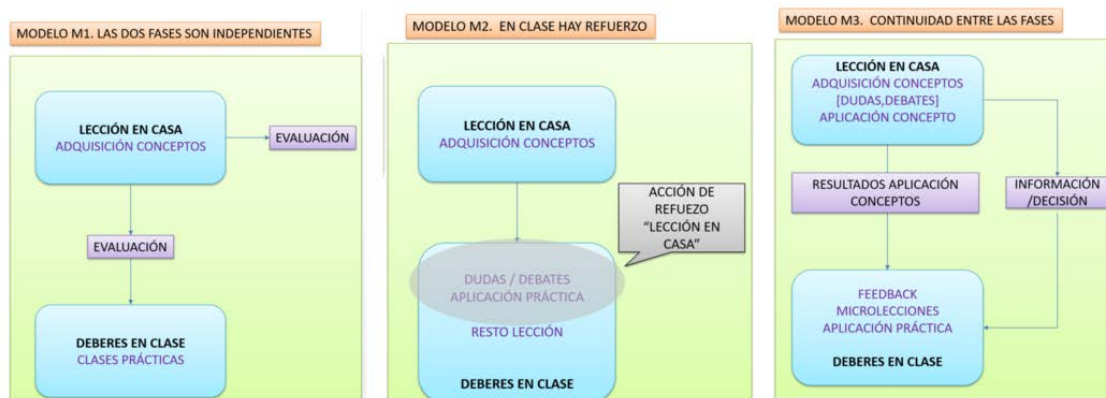 MODELO M1. LAS DOS FASES SON INDEPENDIENTES
LECCIÓN EN CASA
ADQUISICIÓN CONCEPTOS
EVALUACIÓN
EVALUACIÓN
DEBERES EN CLASE
CLASES PRÁCTICAS
MODELO M2. EN CLASE HAY REFUERZO
LECCIÓN EN CASA
ADQUISICIÓN CONCEPTOS
ACCIÓN DE
REFUEZO
“LECCIÓN EN
CASA”
DUDAS / DEBATES
APLICACIÓN PRÁCTICA
RESTO LECCIÓN
DEBERES EN CLASE
MODELO M3. CONTINUIDAD ENTRE LAS FASES
LECCIÓN EN CASA
ADQUISICIÓN CONCEPTOS
[DUDAS,DEBATES]
APLICACIÓN CONCEPTO
RESULTADOS APLICACIÓN
CONCEPTOS
INFORMACIÓN
/DECISIÓN
FEEDBACK
MICROLECCIONES
APLICACIÓN PRÁCTICA
DEBERES EN CLASE